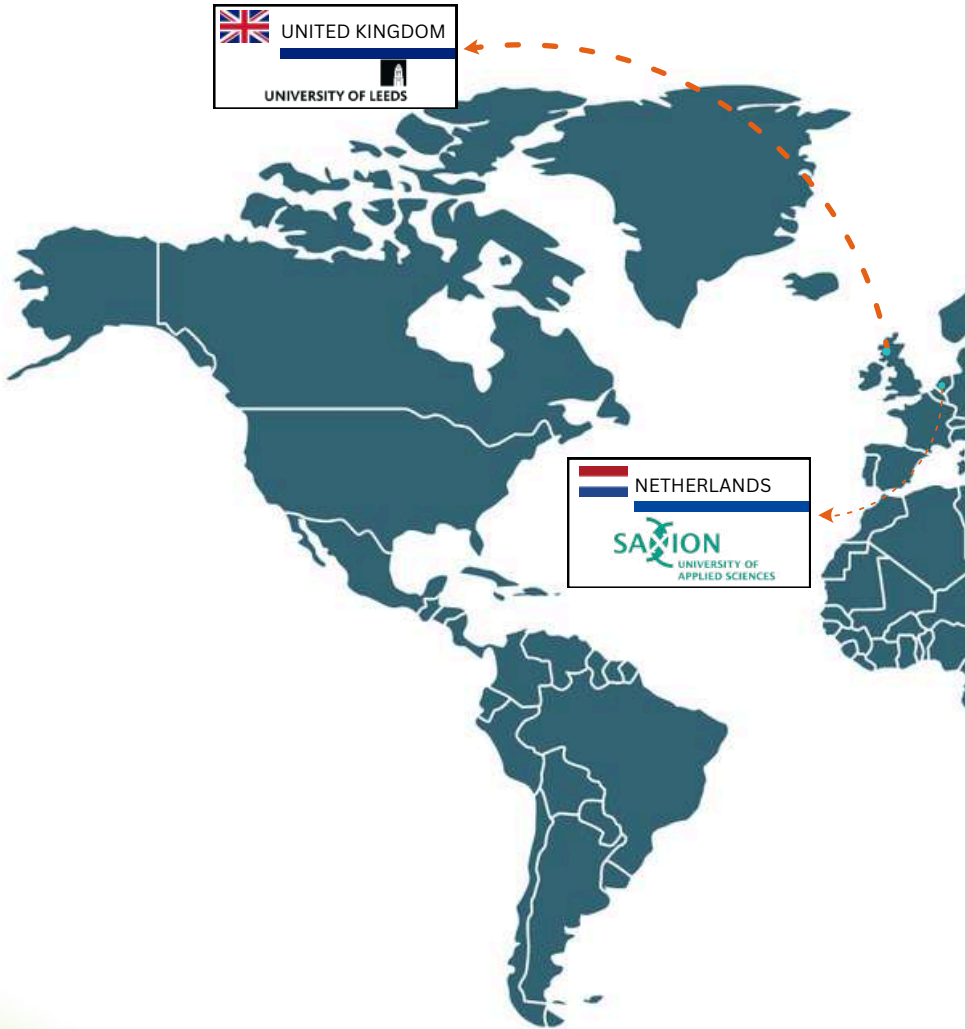 UNITED KINGDOM
UNIVERSITY OF LEEDS
NETHERLANDS
SAXION
UNIVERSITY OF
APPLIED SCIENCES